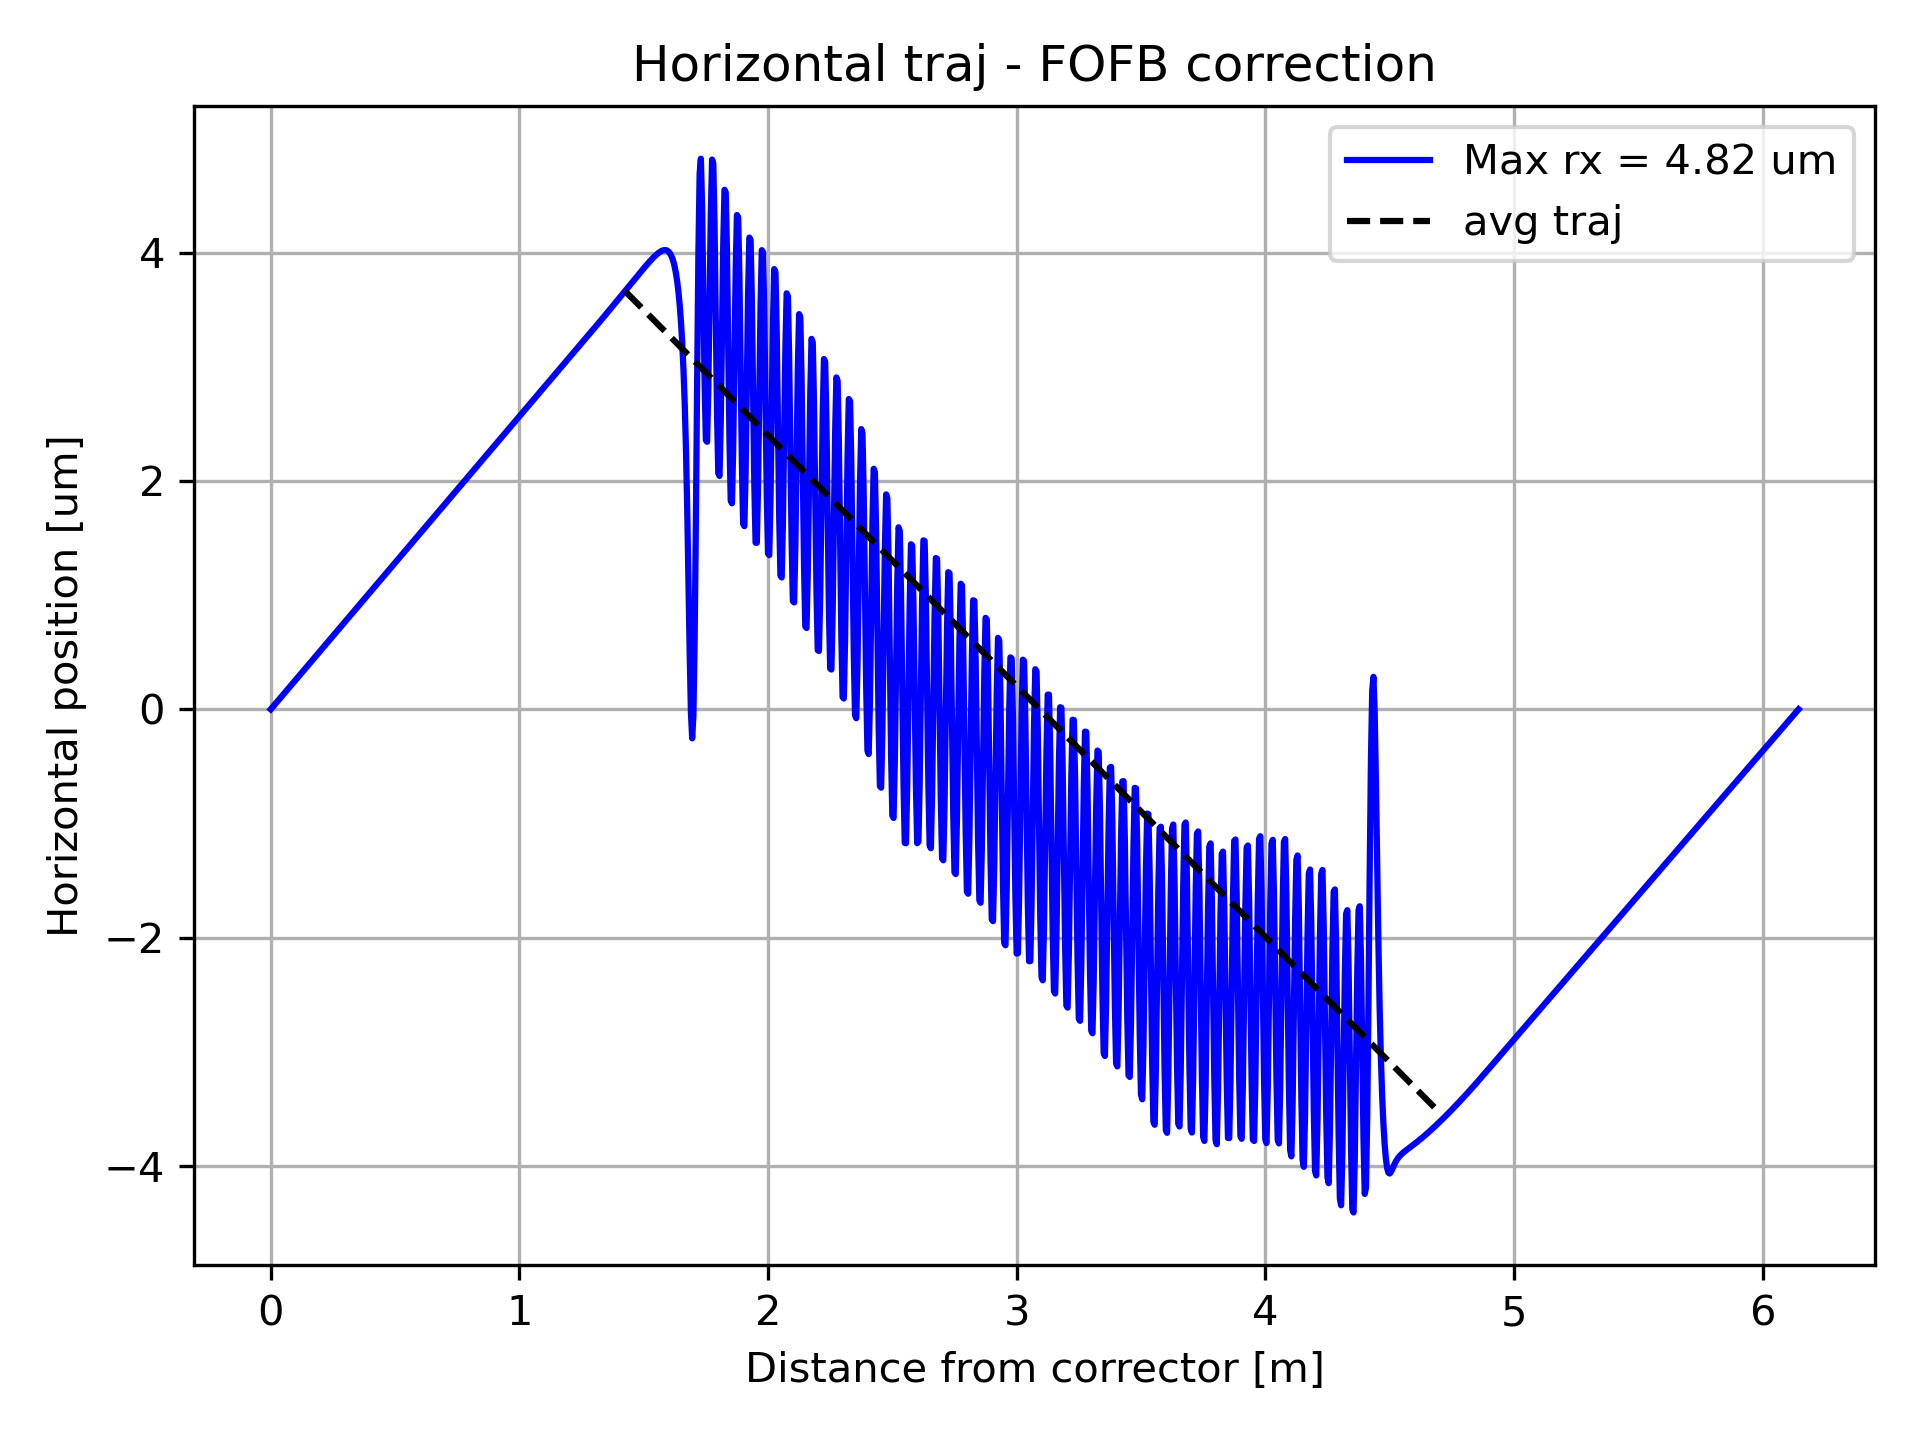 Horizontal traj - FOFB correction
Max rx = 4.82 um
avg traj
Horizontal position [um]
4
2
0
−2
−4
0 1 2 3 4 5 6
Distance from corrector [m]